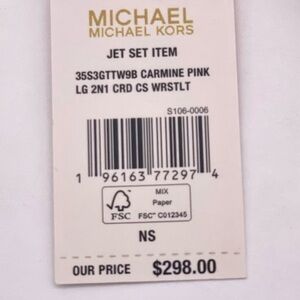 MICHAEL
MICHAEL KORS
JET SET ITEM
35S3GTTW9B CARMINE PINK
LG 2N1 CRD CS WRSTLT
S106-0006
1 96163 77297 4
FSC
MIX
Paper
FSC™ C012345
NS
OUR PRICE $298.00